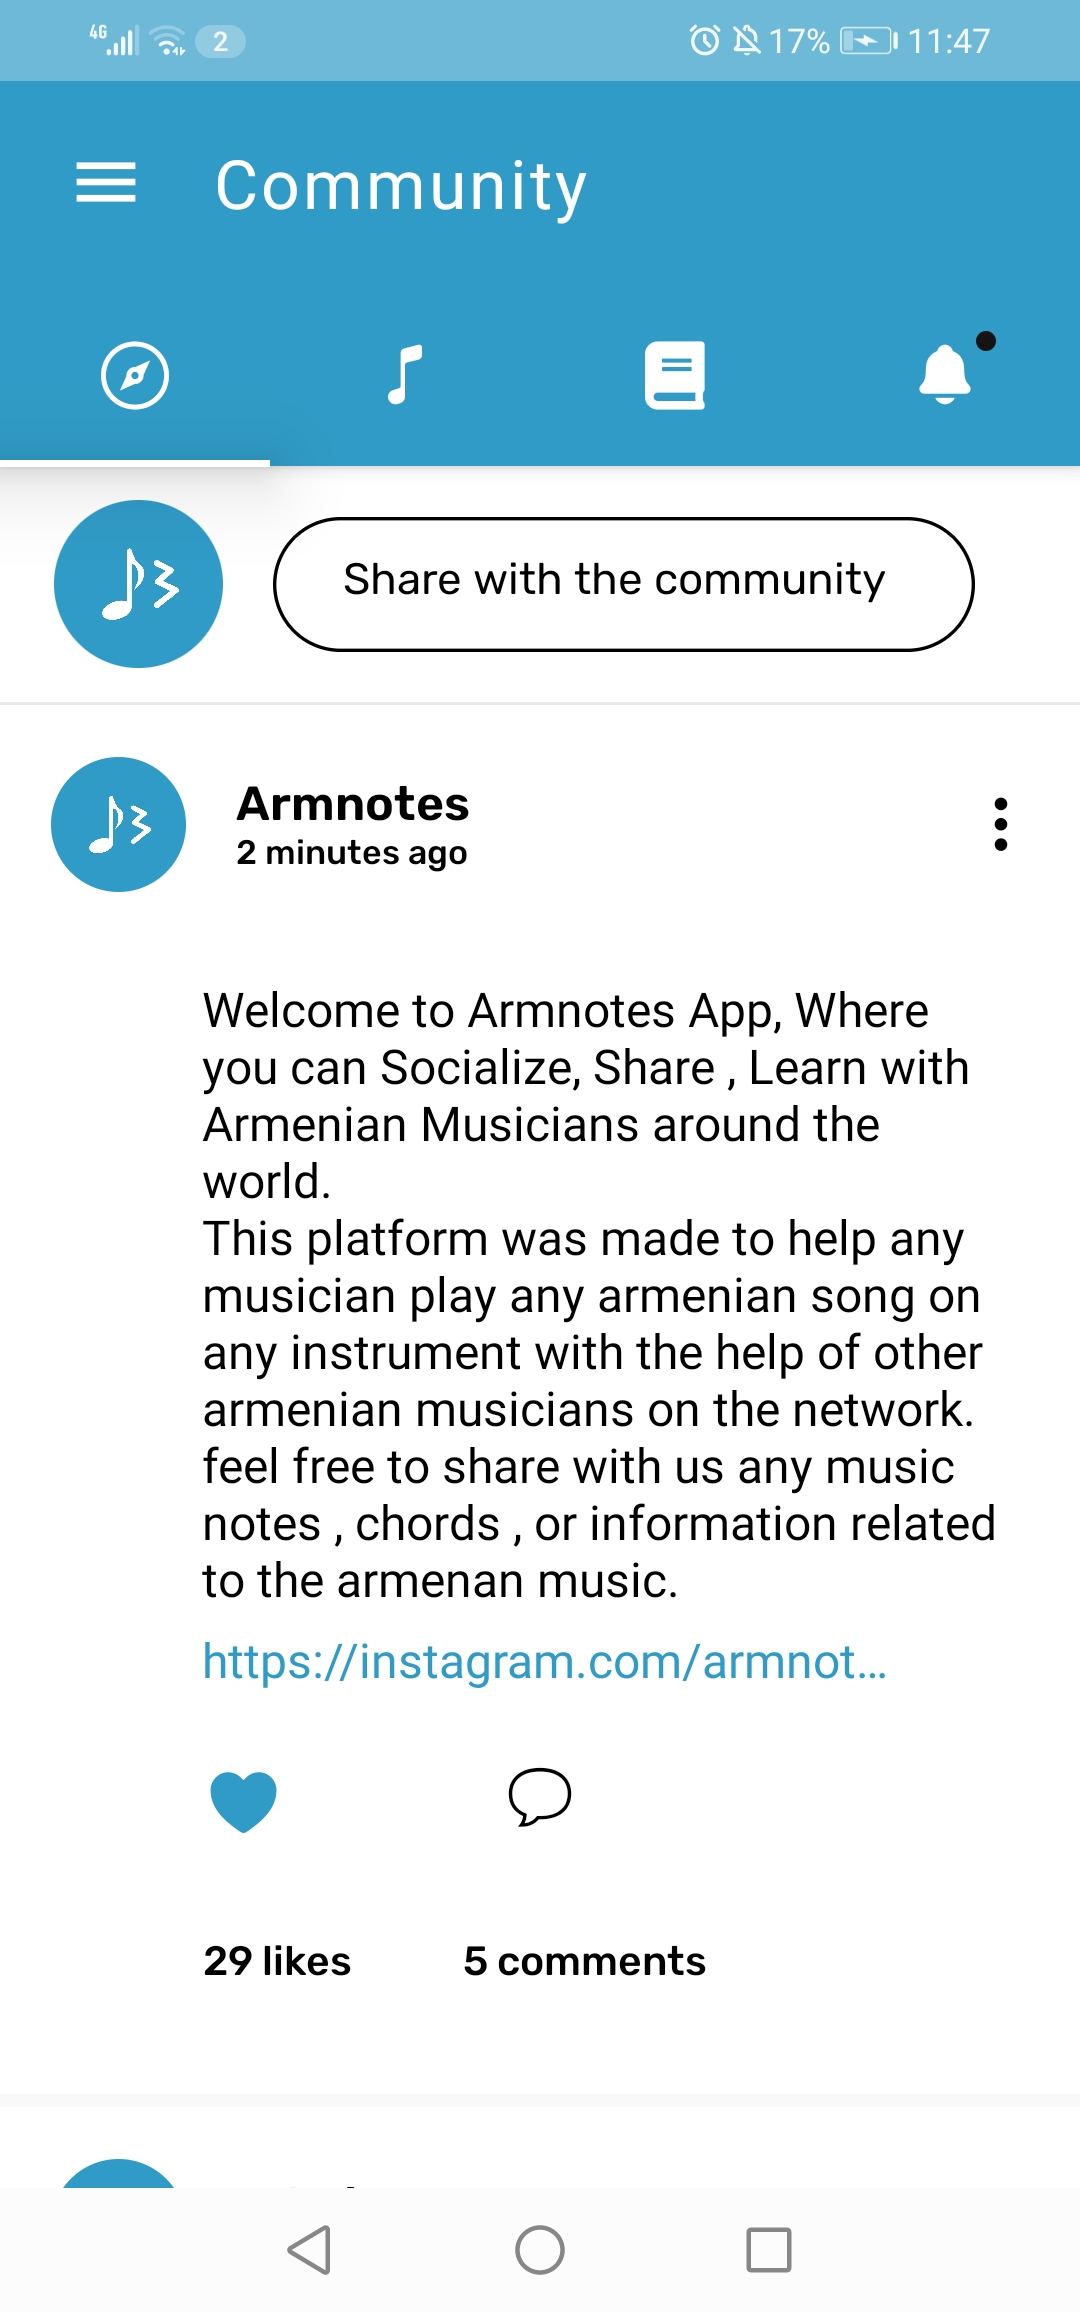 4G 2 17% 11:47
Community
Share with the community
Armnotes
2 minutes ago
Welcome to Armnotes App, Where
you can Socialize, Share , Learn with
Armenian Musicians around the
world.
This platform was made to help any
musician play any armenian song on
any instrument with the help of other
armenian musicians on the network.
feel free to share with us any music
notes , chords , or information related
to the armenan music.
https://instagram.com/armnot...
29 likes 5 comments